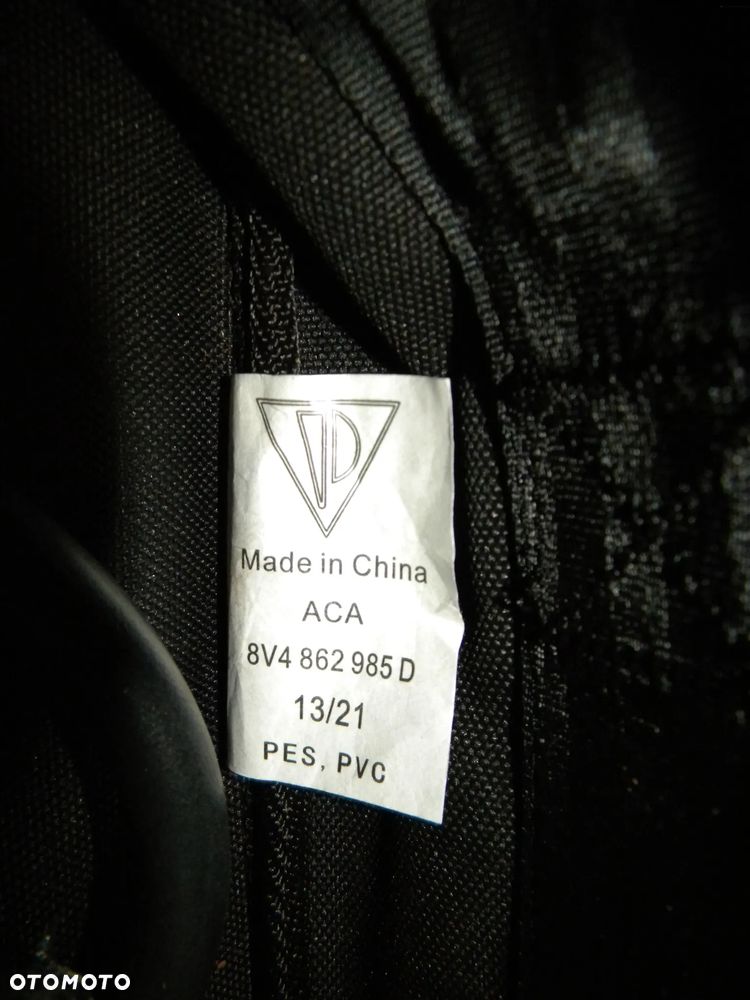 Made in China
ACA
8V4 862 985 D
13/21
PES, PVC
OTOMOTO